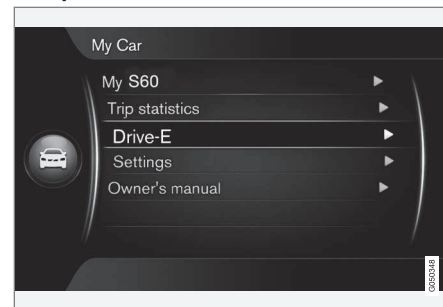 My Car
My S60
Trip statistics
Drive-E
Settings
Owner's manual
G050348